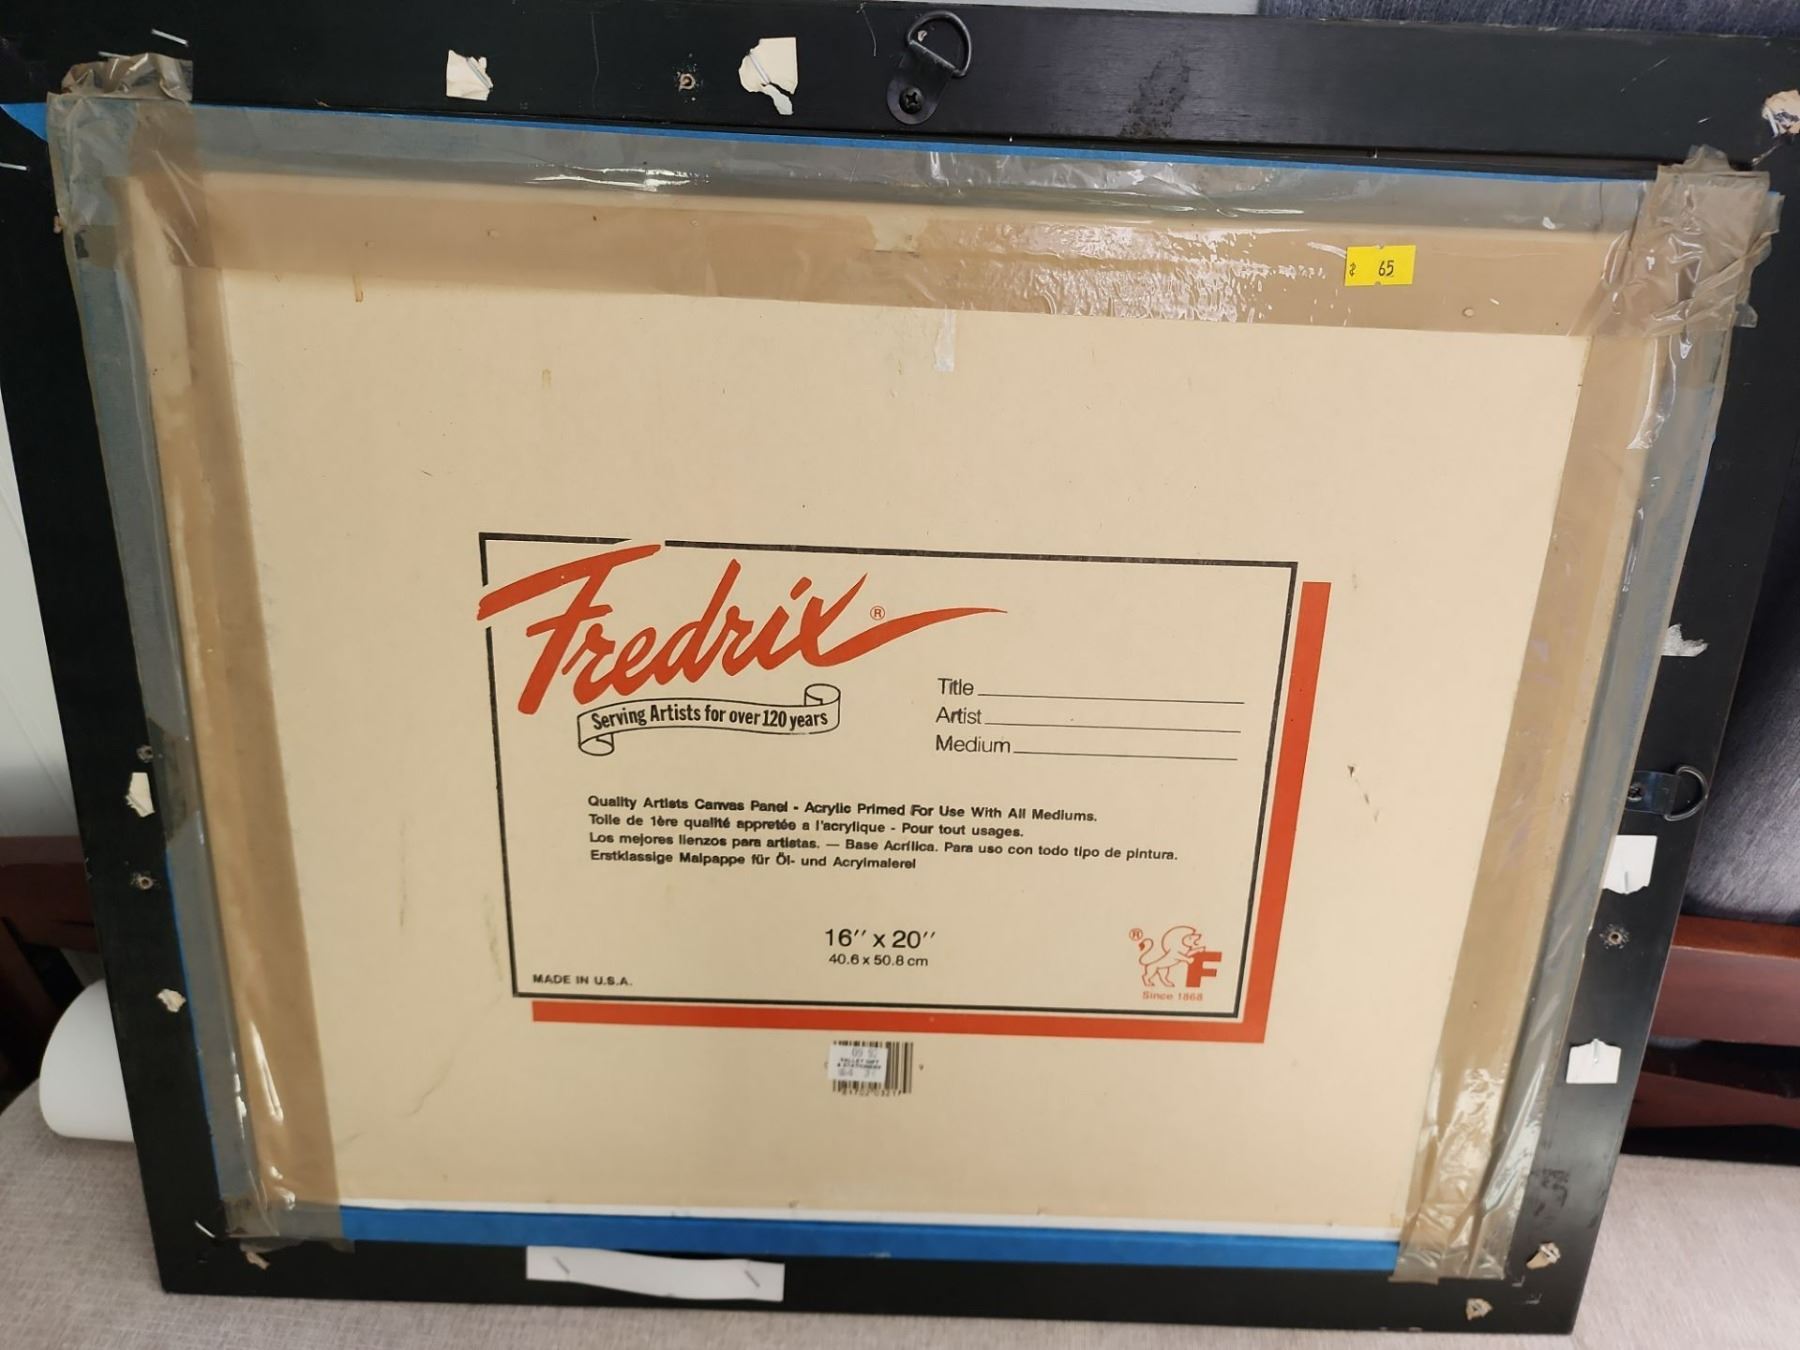 65
Fredrix®
Serving Artists for over 120 years
Title
Artist
Medium
Quality Artists Canvas Panel - Acrylic Primed For Use With All Mediums.
Toile de 1ère qualité appretée a l'acrylique - Pour tout usages.
Los mejores lienzos para artistas. — Base Acrílica. Para uso con todo tipo de pintura.
Erstklassige Malpappe für Öl- und Acrylmalerei
16" x 20"
40.6 x 50.8 cm
MADE IN U.S.A.
® F
Since 1868